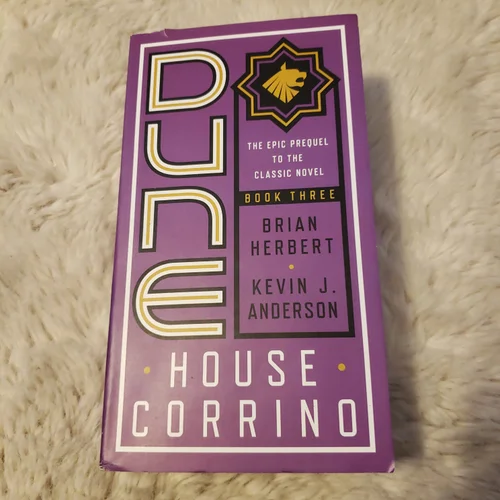 DUNE
THE EPIC PREQUEL
TO THE
CLASSIC NOVEL
BOOK THREE
BRIAN
HERBERT
KEVIN J.
ANDERSON
HOUSE
CORRINO